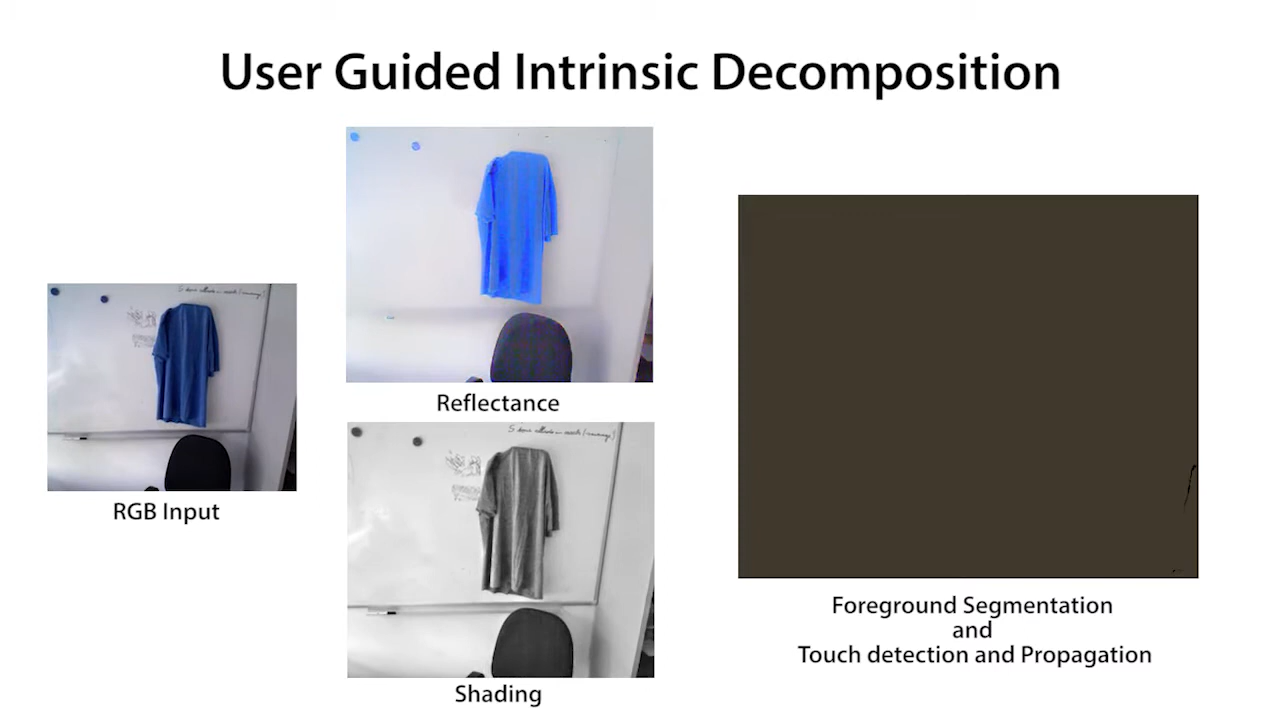 User Guided Intrinsic Decomposition
RGB Input
Reflectance
Shading
Foreground Segmentation
and
Touch detection and Propagation